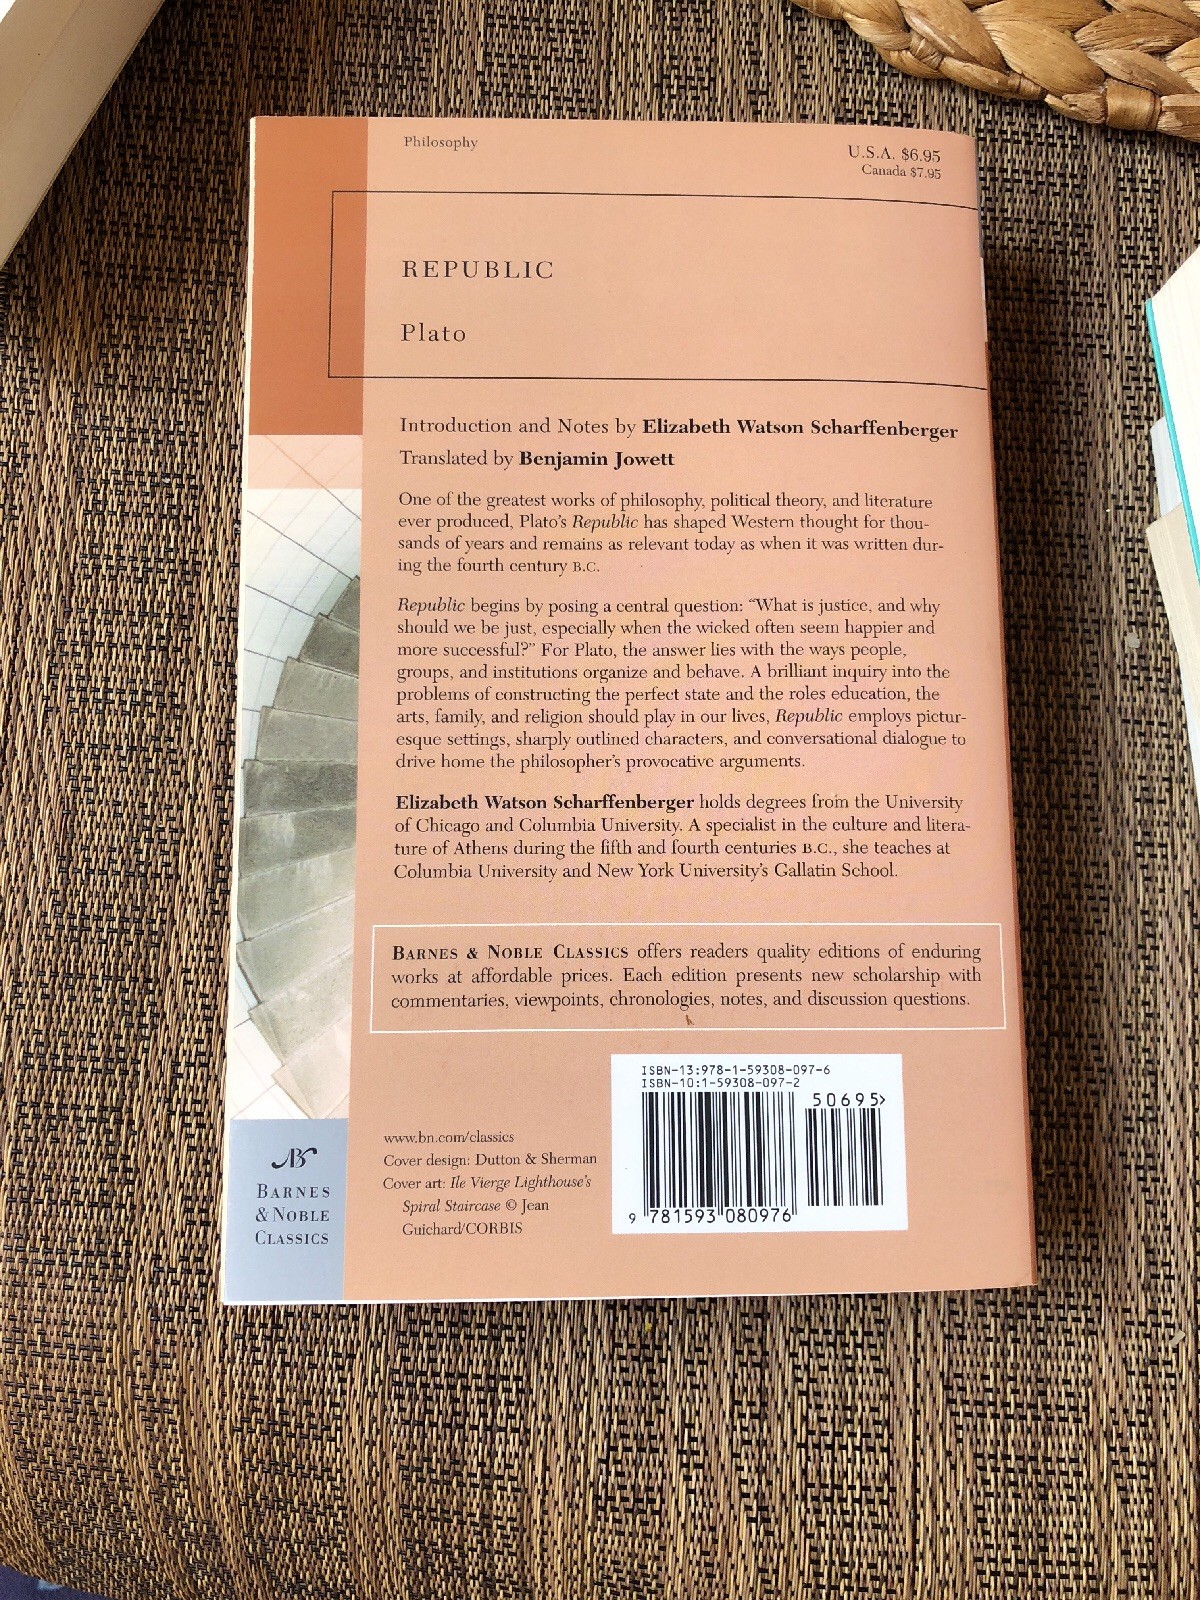 Philosophy
U.S.A. $6.95
Canada $7.95
REPUBLIC
Plato
Introduction and Notes by Elizabeth Watson Scharffenberger
Translated by Benjamin Jowett
One of the greatest works of philosophy, political theory, and literature
ever produced, Plato's Republic has shaped Western thought for thou-
sands of years and remains as relevant today as when it was written dur-
ing the fourth century B.C.
Republic begins by posing a central question: "What is justice, and why
should we be just, especially when the wicked often seem happier and
more successful?" For Plato, the answer lies with the ways people,
groups, and institutions organize and behave. A brilliant inquiry into the
problems of constructing the perfect state and the roles education, the
arts, family, and religion should play in our lives, Republic employs pictur-
esque settings, sharply outlined characters, and conversational dialogue to
drive home the philosopher's provocative arguments.
Elizabeth Watson Scharffenberger holds degrees from the University
of Chicago and Columbia University. A specialist in the culture and litera-
ture of Athens during the fifth and fourth centuries B.C., she teaches at
Columbia University and New York University's Gallatin School.
BARNES & NOBLE CLASSICS offers readers quality editions of enduring
works at affordable prices. Each edition presents new scholarship with
commentaries, viewpoints, chronologies, notes, and discussion questions.
ISBN-13:978-1-59308-097-6
ISBN-10:1-59308-097-2
50695>
9 781593 080976
www.bn.com/classics
Cover design: Dutton & Sherman
Cover art: Ile Vierge Lighthouse's
Spiral Staircase © Jean
Guichard/CORBIS
BARNES
& NOBLE
CLASSICS